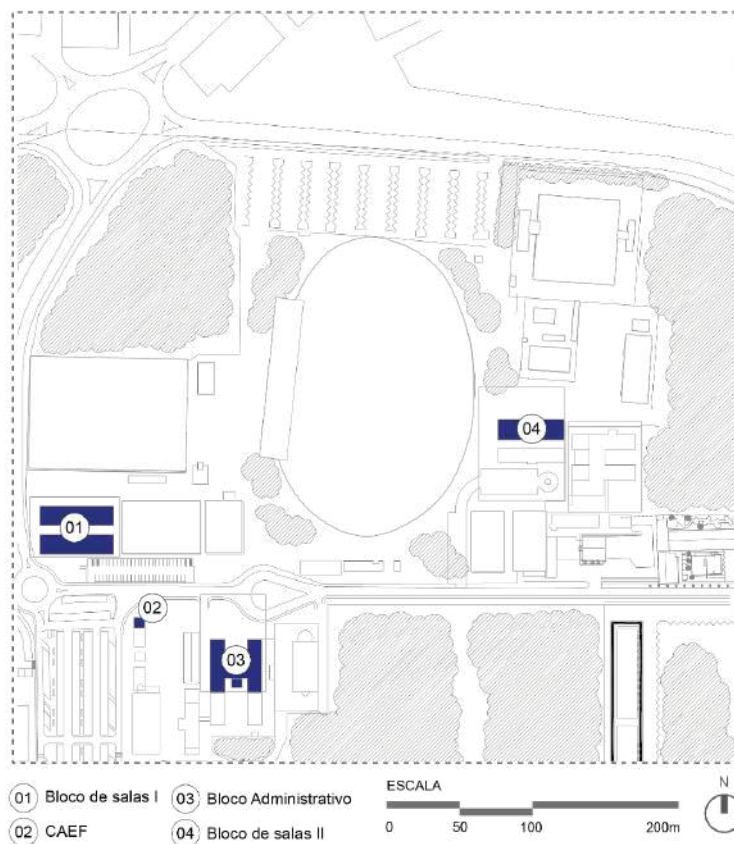 04
01
02
03
01 Bloco de salas I
02 CAEF
03 Bloco Administrativo
04 Bloco de salas II
ESCALA
0 50 100 200m
N